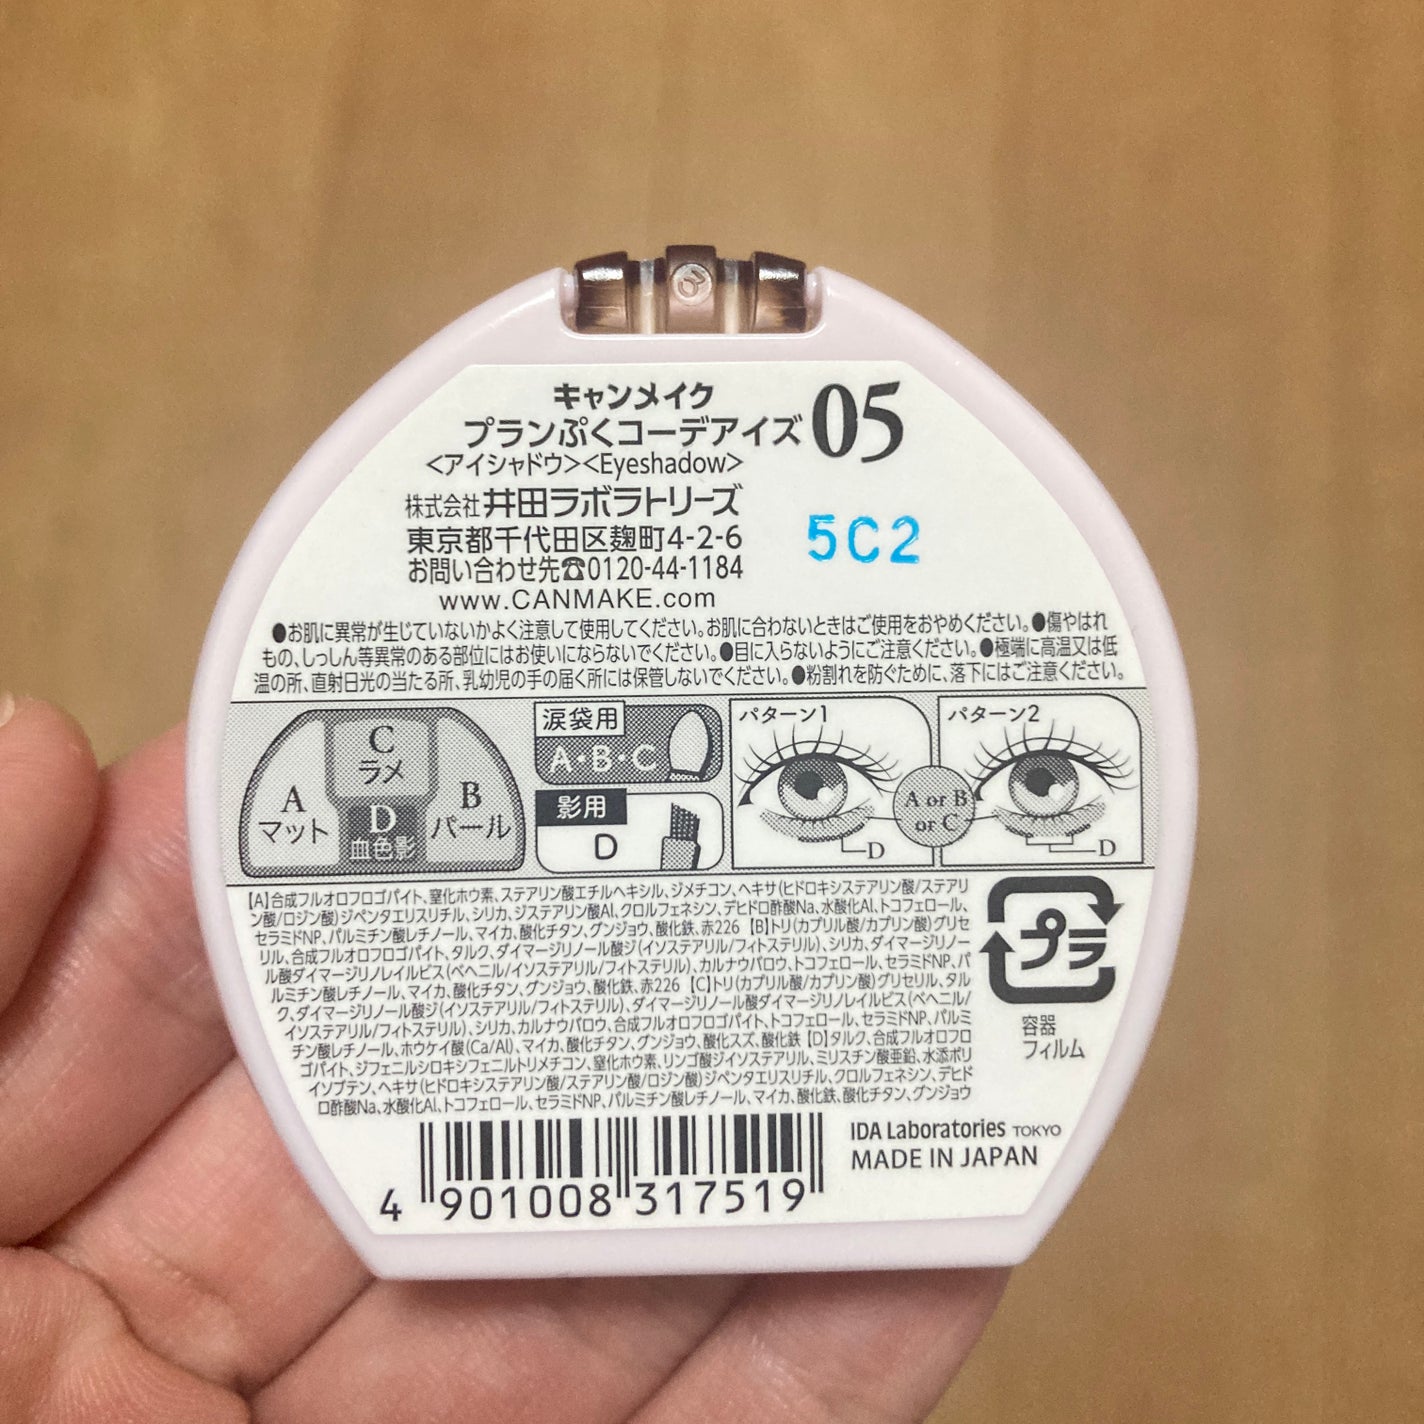 キャンメイク
プランぷくコーデアイズ 05
<アイシャドウ><Eyeshadow>
株式会社 井田ラボラトリーズ
東京都千代田区麹町4-2-6
お問い合わせ先☎0120-44-1184
www.CANMAKE.com
5C2
●お肌に異常が生じていないかよく注意して使用してください。お肌に合わないときはご使用をおやめください。●傷やはれ
もの、しっしん等異常のある部位にはお使いにならないでください。●目に入らないようにご注意ください。●極端に高温又は低
温の所、直射日光の当たる所、乳幼児の手の届く所には保管しないでください。●粉割れを防ぐために、落下にはご注意ください。
C
ラメ
A
マット
D
血色影
B
パール
涙袋用
A・B・C
影用
D
パターン1
D
A or B
or C
パターン2
D
【A】合成フルオロフロゴパイト、窒化ホウ素、ステアリン酸エチルヘキシル、ジメチコン、ヘキサ(ヒドロキシステアリン酸/ステアリ
ン酸/ロジン酸)ジペンタエリスリチル、シリカ、ジステアリン酸Al、クロルフェネシン、デヒドロ酢酸Na、水酸化Al、トコフェロール、
セラミドNP、パルミチン酸レチノール、マイカ、酸化チタン、グンジョウ、酸化鉄、赤226 【B】トリ(カプリル酸/カプリン酸)グリセ
リル、合成フルオロフロゴパイト、タルク、ダイマージリノール酸ジ(イソステアリル/フィトステリル)、シリカ、ダイマージリノー
ル酸ダイマージリノレイルビス(ベヘニル/イソステアリル/フィトステリル)、カルナウバロウ、トコフェロール、セラミドNP、パ
ルミチン酸レチノール、マイカ、酸化チタン、グンジョウ、酸化鉄、赤226 【C】トリ(カプリル酸/カプリン酸)グリセリル、タル
ク、ダイマージリノール酸ジ(イソステアリル/フィトステリル)、ダイマージリノール酸ダイマージリノレイルビス(ベヘニル/
イソステアリル/フィトステリル)、シリカ、カルナウバロウ、合成フルオロフロゴパイト、トコフェロール、セラミドNP、パルミ
チン酸レチノール、ホウケイ酸(Ca/Al)、マイカ、酸化チタン、グンジョウ、酸化スズ、酸化鉄 【D】タルク、合成フルオロフロ
ゴパイト、ジフェニルシロキシフェニルトリメチコン、窒化ホウ素、リンゴ酸ジイソステアリル、ミリスチン酸亜鉛、水添ポリ
イソブテン、ヘキサ(ヒドロキシステアリン酸/ステアリン酸/ロジン酸)ジペンタエリスリチル、クロルフェネシン、デヒド
ロ酢酸Na、水酸化Al、トコフェロール、セラミドNP、パルミチン酸レチノール、マイカ、酸化鉄、酸化チタン、グンジョウ
プラ
容器
フィルム
IDA Laboratories TOKYO
MADE IN JAPAN
4 901008 317519